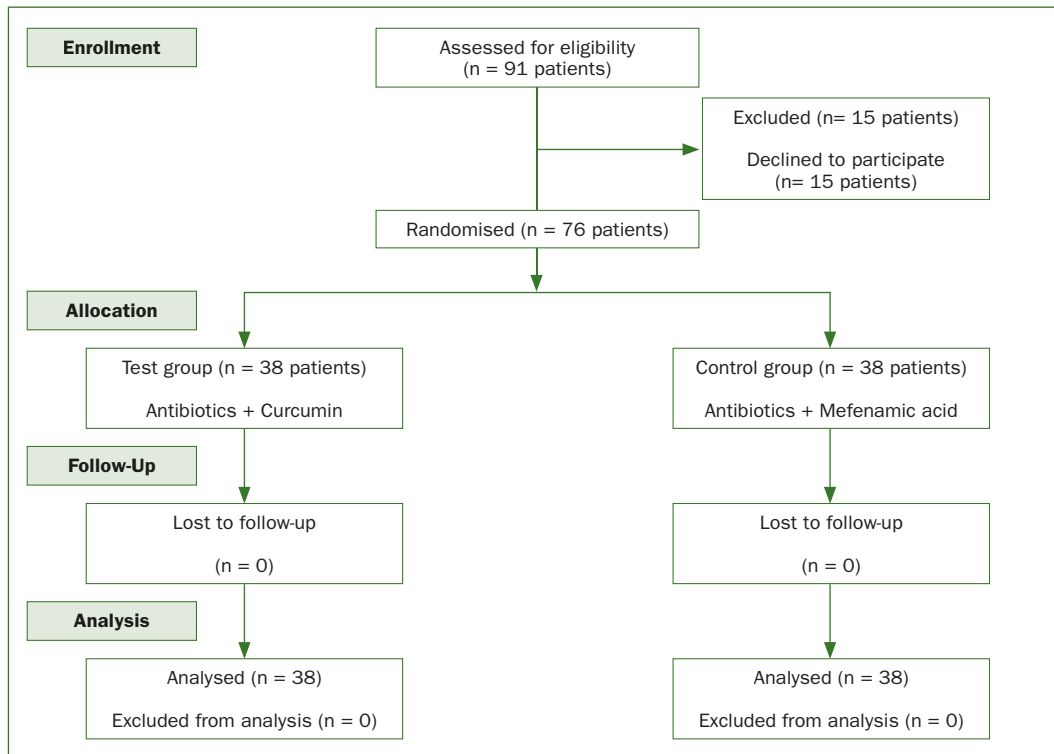 Enrollment
Assessed for eligibility
(n = 91 patients)
Excluded (n= 15 patients)
Declined to participate
(n= 15 patients)
Randomised (n = 76 patients)
Allocation
Test group (n = 38 patients)
Antibiotics + Curcumin
Control group (n = 38 patients)
Antibiotics + Mefenamic acid
Follow-Up
Lost to follow-up
(n = 0)
Lost to follow-up
(n = 0)
Analysis
Analysed (n = 38)
Excluded from analysis (n = 0)
Analysed (n = 38)
Excluded from analysis (n = 0)